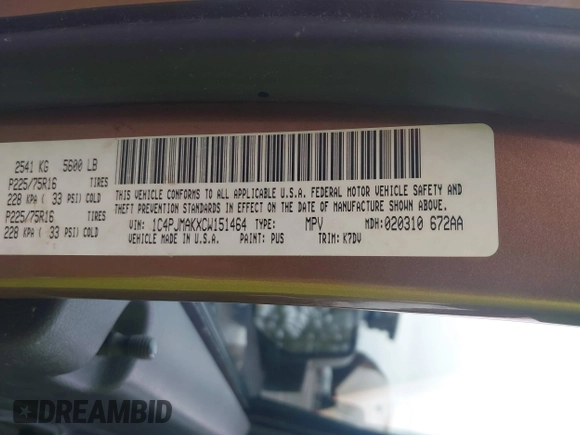 2541 KG 5600 LB
P225/75R16 TIRES
228 KPA ( 33 PSI) COLD
P225/75R16 TIRES
228 KPA ( 33 PSI) COLD
THIS VEHICLE CONFORMS TO ALL APPLICABLE U.S.A. FEDERAL MOTOR VEHICLE SAFETY AND
THEFT PREVENTION STANDARDS IN EFFECT ON THE DATE OF MANUFACTURE SHOWN ABOVE.
VIN: 1C4PJMAKXCW151464 TYPE: MPV MDH:020310 672AA
VEHICLE MADE IN U.S.A. PAINT: PUS TRIM: K7DV
DREAMBID